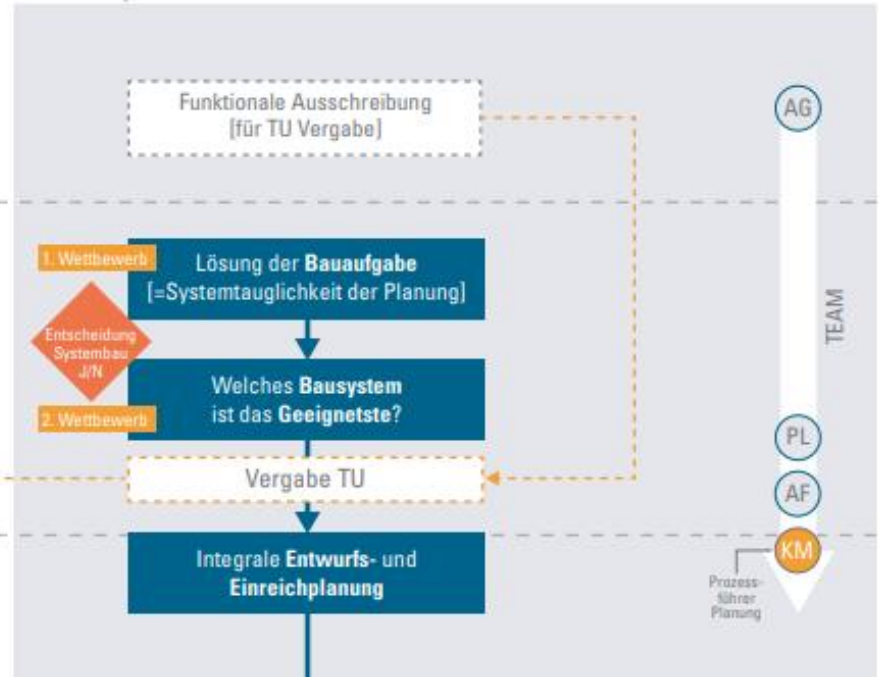 Funktionale Ausschreibung
[für TU Vergabe]
AG
1. Wettbewerb
Lösung der Bauaufgabe
[=Systemtauglichkeit der Planung]
Entscheidung
Systembau
J/N
TEAM
Welches Bausystem
ist das Geeignetste?
2. Wettbewerb
PL
Vergabe TU
AF
KM
Integrale Entwurfs- und
Einreichplanung
Prozess-
führer
Planung